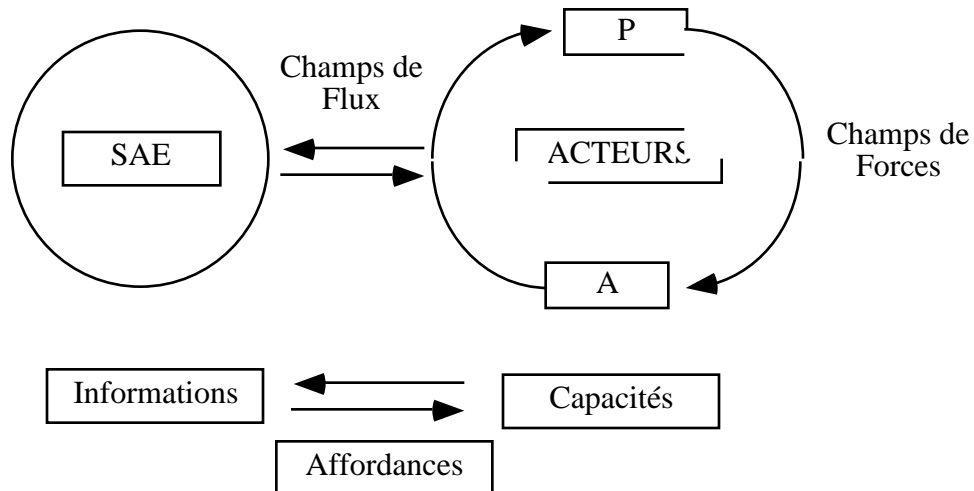 P
Champs de
Flux
SAE
ACTEURS
Champs de
Forces
A
Informations
Capacités
Affordances